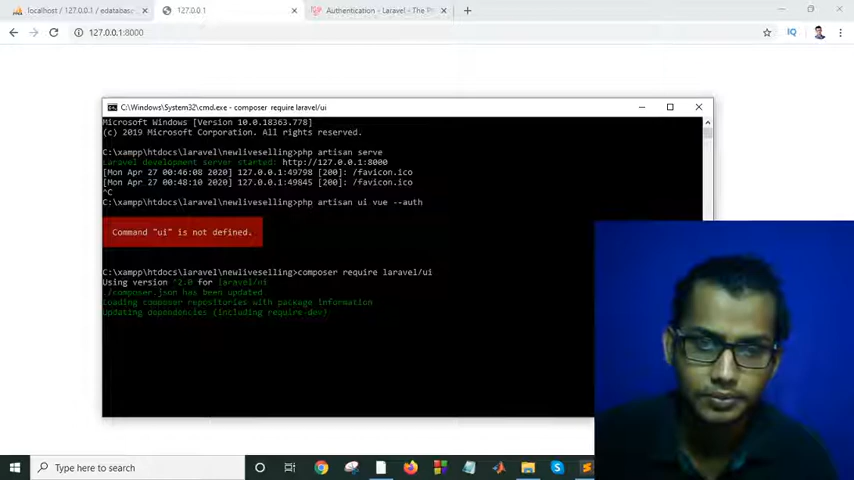 localhost / 127.0.0.1 / edatabas
127.0.0.1
Authentication - Laravel - The P
127.0.0.1:8000
IQ
C:\Windows\System32\cmd.exe - composer require laravel/ui
Microsoft Windows [Version 10.0.18363.778]
(c) 2019 Microsoft Corporation. All rights reserved.
C:\xampp\htdocs\laravel\newliveselling>php artisan serve
Laravel development server started: http://127.0.0.1:8000
[Mon Apr 27 00:46:08 2020] 127.0.0.1:49798 [200]: /favicon.ico
[Mon Apr 27 00:48:10 2020] 127.0.0.1:49845 [200]: /favicon.ico
^C
C:\xampp\htdocs\laravel\newliveselling>php artisan ui vue --auth
Command "ui" is not defined.
C:\xampp\htdocs\laravel\newliveselling>composer require laravel/ui
Using version ^2.0 for laravel/ui
./composer.json has been updated
Loading composer repositories with package information
Updating dependencies (including require-dev)
Type here to search